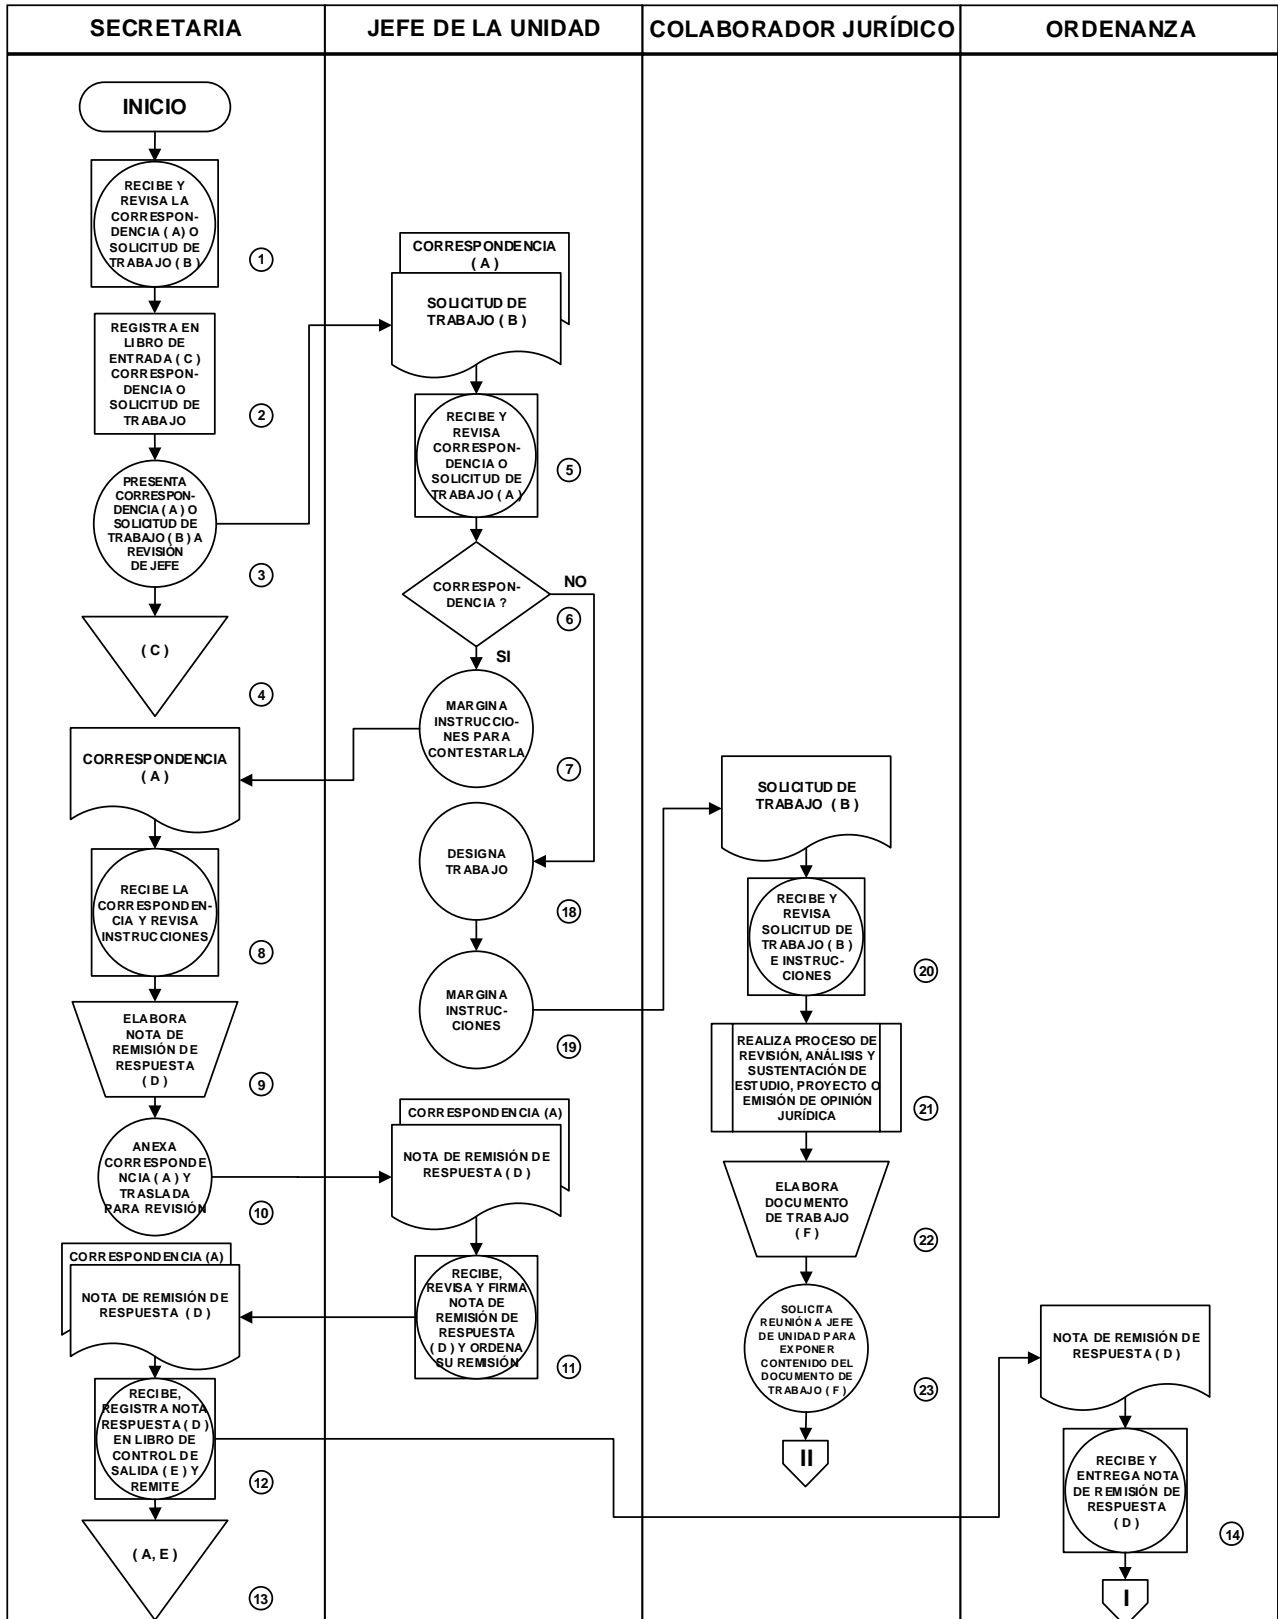 SECRETARIA
JEFE DE LA UNIDAD
COLABORADOR JURÍDICO
ORDENANZA
INICIO
RECIBE Y
REVISA LA
CORRESPON-
DENCIA ( A) O
SOLICITUD DE
TRABAJO ( B )
1
REGISTRA EN
LIBRO DE
ENTRADA ( C )
CORRESPON-
DENCIA O
SOLICITUD DE
TRABAJO
2
PRESENTA
CORRESPON-
DENCIA ( A ) O
SOLICITUD DE
TRABAJO ( B ) A
REVISIÓN
DE JEFE
3
( C )
4
CORRESPONDENCIA
( A )
SOLICITUD DE
TRABAJO ( B )
RECIBE Y
REVISA
CORRESPON-
DENCIA O
SOLICITUD DE
TRABAJO ( A )
5
CORRESPON-
DENCIA ?
NO
6
SI
MARGINA
INSTRUCCIO-
NES PARA
CONTESTARLA
7
CORRESPONDENCIA
( A )
RECIBE LA
CORRESPONDEN-
CIA Y REVISA
INSTRUCCIONES
8
ELABORA
NOTA DE
REMISIÓN DE
RESPUESTA
( D )
9
ANEXA
CORRESPONDE
NCIA ( A ) Y
TRASLADA
PARA REVISIÓN
10
CORRESPONDENCIA (A)
NOTA DE REMISIÓN DE
RESPUESTA ( D )
RECIBE,
REVISA Y FIRMA
NOTA DE
REMISIÓN DE
RESPUESTA
( D ) Y ORDENA
SU REMISIÓN
11
CORRESPONDENCIA (A)
NOTA DE REMISIÓN DE
RESPUESTA ( D )
RECIBE,
REGISTRA NOTA
RESPUESTA ( D )
EN LIBRO DE
CONTROL DE
SALIDA ( E ) Y
REMITE
12
( A, E )
13
NOTA DE REMISIÓN DE
RESPUESTA ( D )
RECIBE Y
ENTREGA NOTA
DE REMISIÓN DE
RESPUESTA
( D )
14
I
DESIGNA
TRABAJO
18
MARGINA
INSTRUC-
CIONES
19
SOLICITUD DE
TRABAJO ( B )
RECIBE Y
REVISA
SOLICITUD DE
TRABAJO ( B )
E INSTRUC-
CIONES
20
REALIZA PROCESO DE
REVISIÓN, ANÁLISIS Y
SUSTENTACIÓN DE
ESTUDIO, PROYECTO O
EMISIÓN DE OPINIÓN
JURÍDICA
21
ELABORA
DOCUMENTO
DE TRABAJO
( F )
22
SOLICITA
REUNIÓN A JEFE
DE UNIDAD PARA
EXPONER
CONTENIDO DEL
DOCUMENTO DE
TRABAJO ( F )
23
II